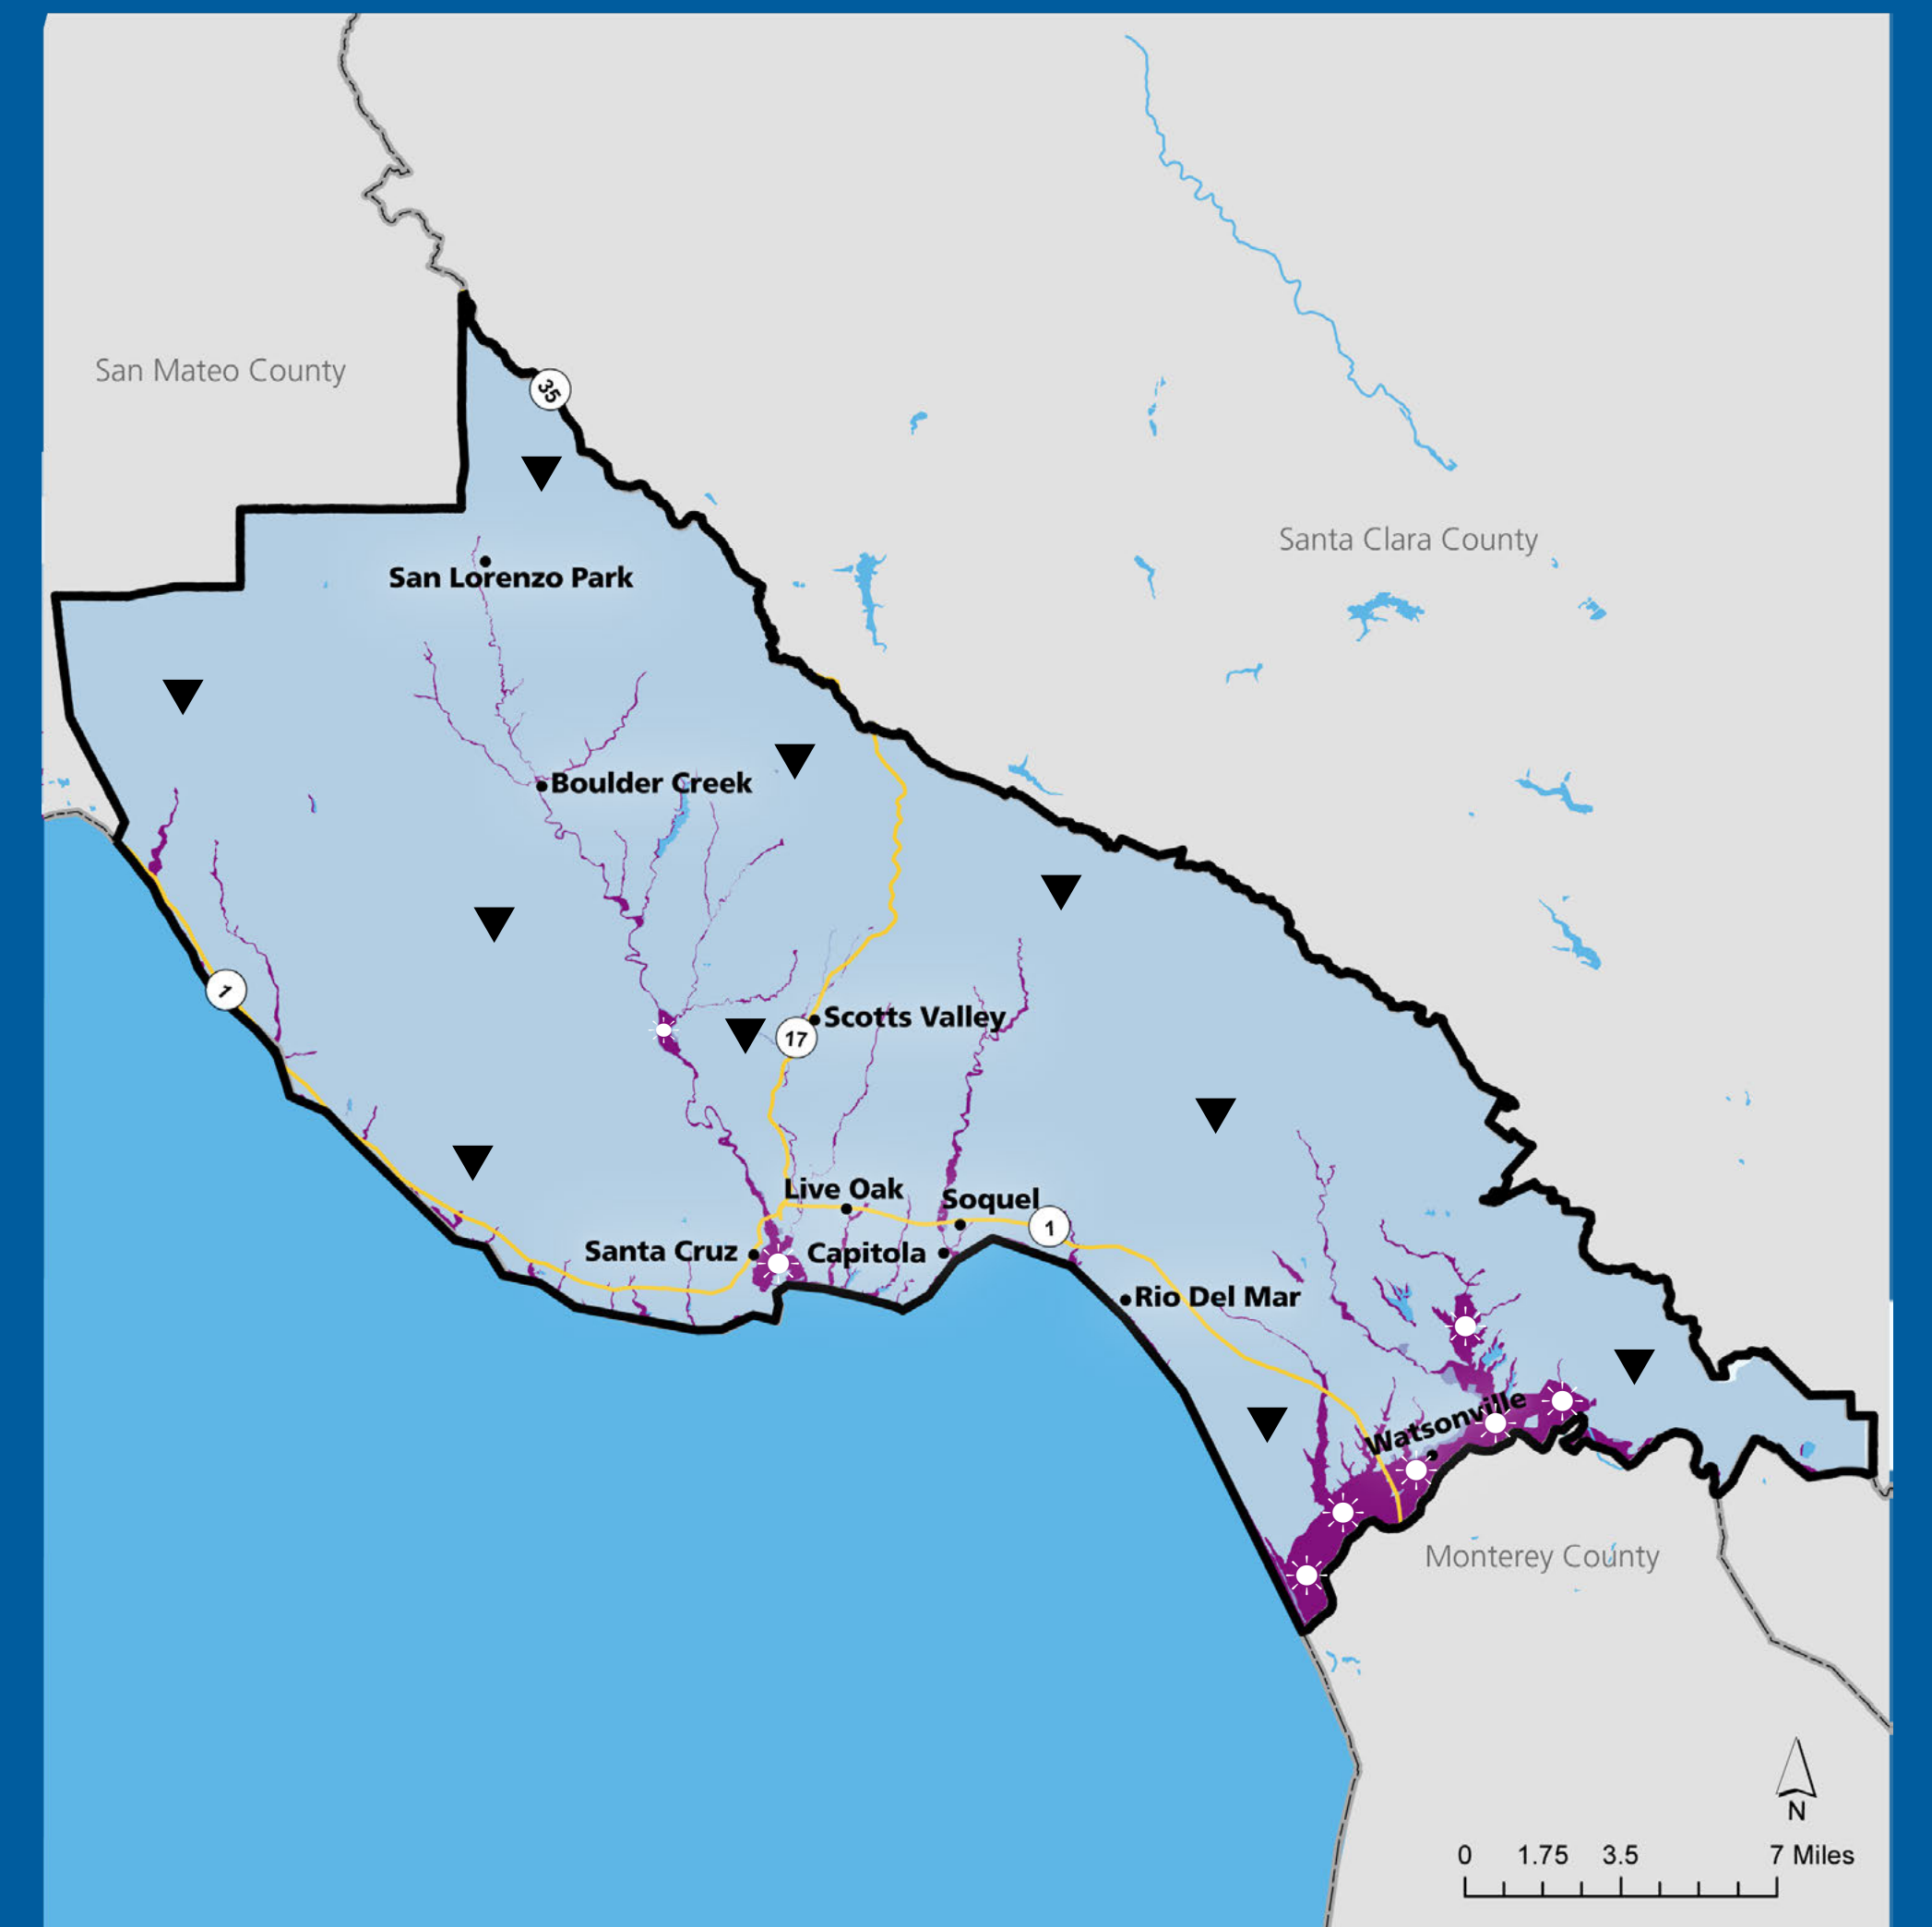 San Mateo County
35
Santa Clara County
San Lorenzo Park
Boulder Creek
1
Scotts Valley
17
Live Oak
Soquel
1
Santa Cruz
Capitola
Rio Del Mar
Watsonville
Monterey County
N
0 1.75 3.5 7 Miles